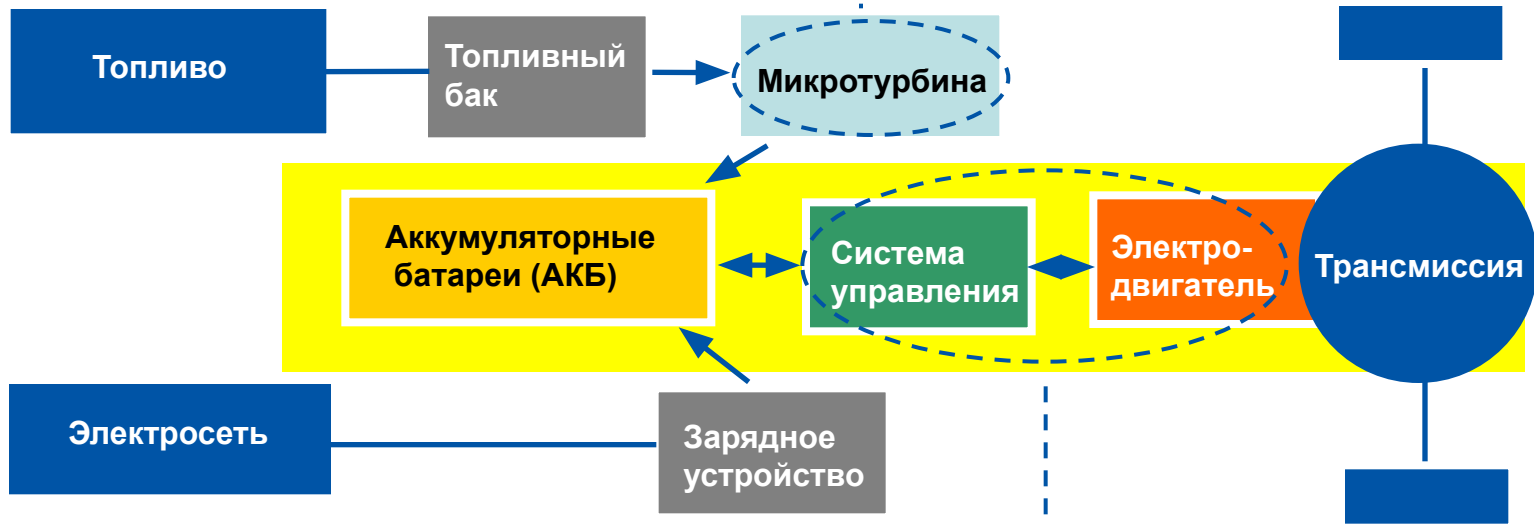 Топливо
Топливный
бак
Микротурбина
Аккумуляторные
батареи (АКБ)
Система
управления
Электро-
двигатель
Трансмиссия
Электросеть
Зарядное
устройство